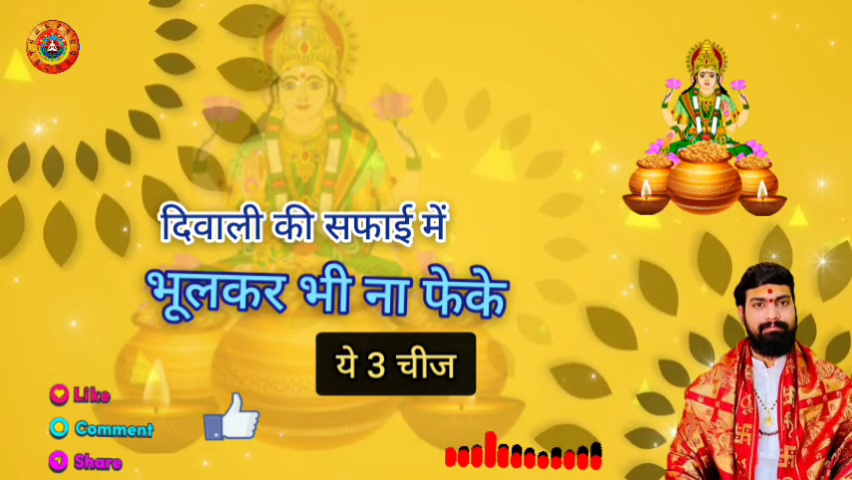 दिवाली की सफाई में
भूलकर भी ना फेके
ये 3 चीज
Like
Comment
Share